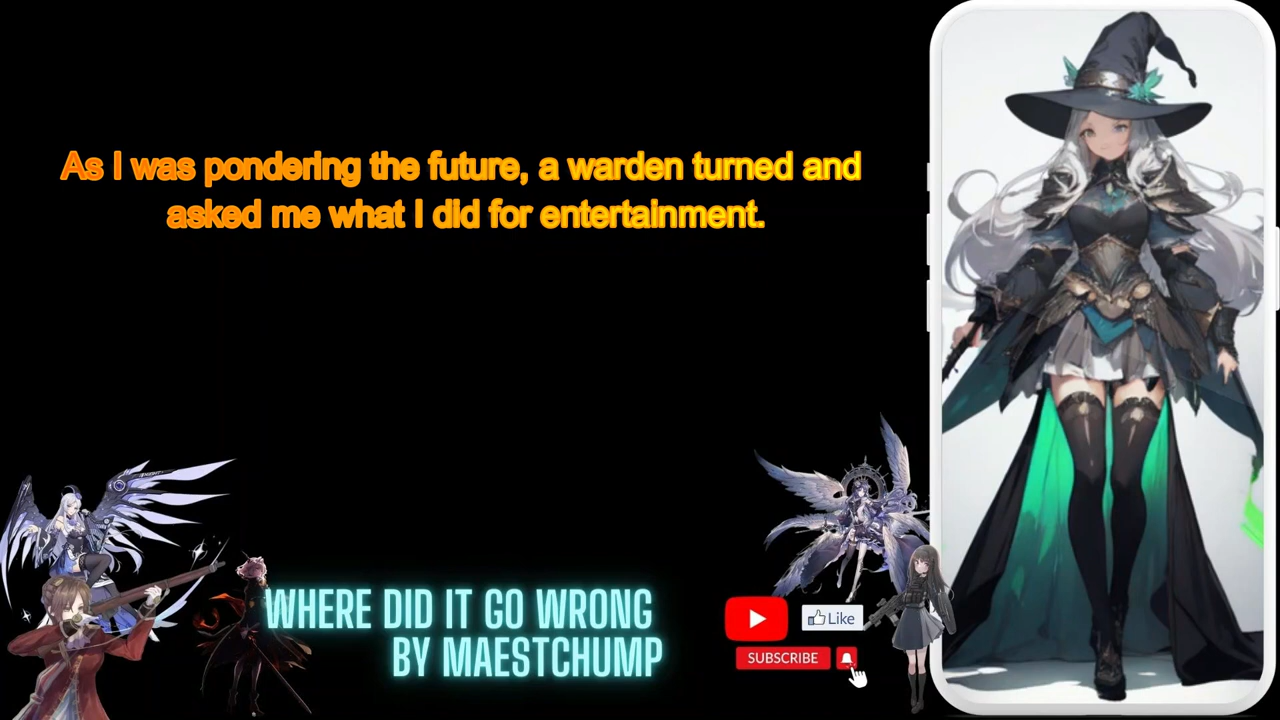 As I was pondering the future, a warden turned and
asked me what I did for entertainment.
WHERE DID IT GO WRONG
BY MAESTCHUMP
Like
SUBSCRIBE